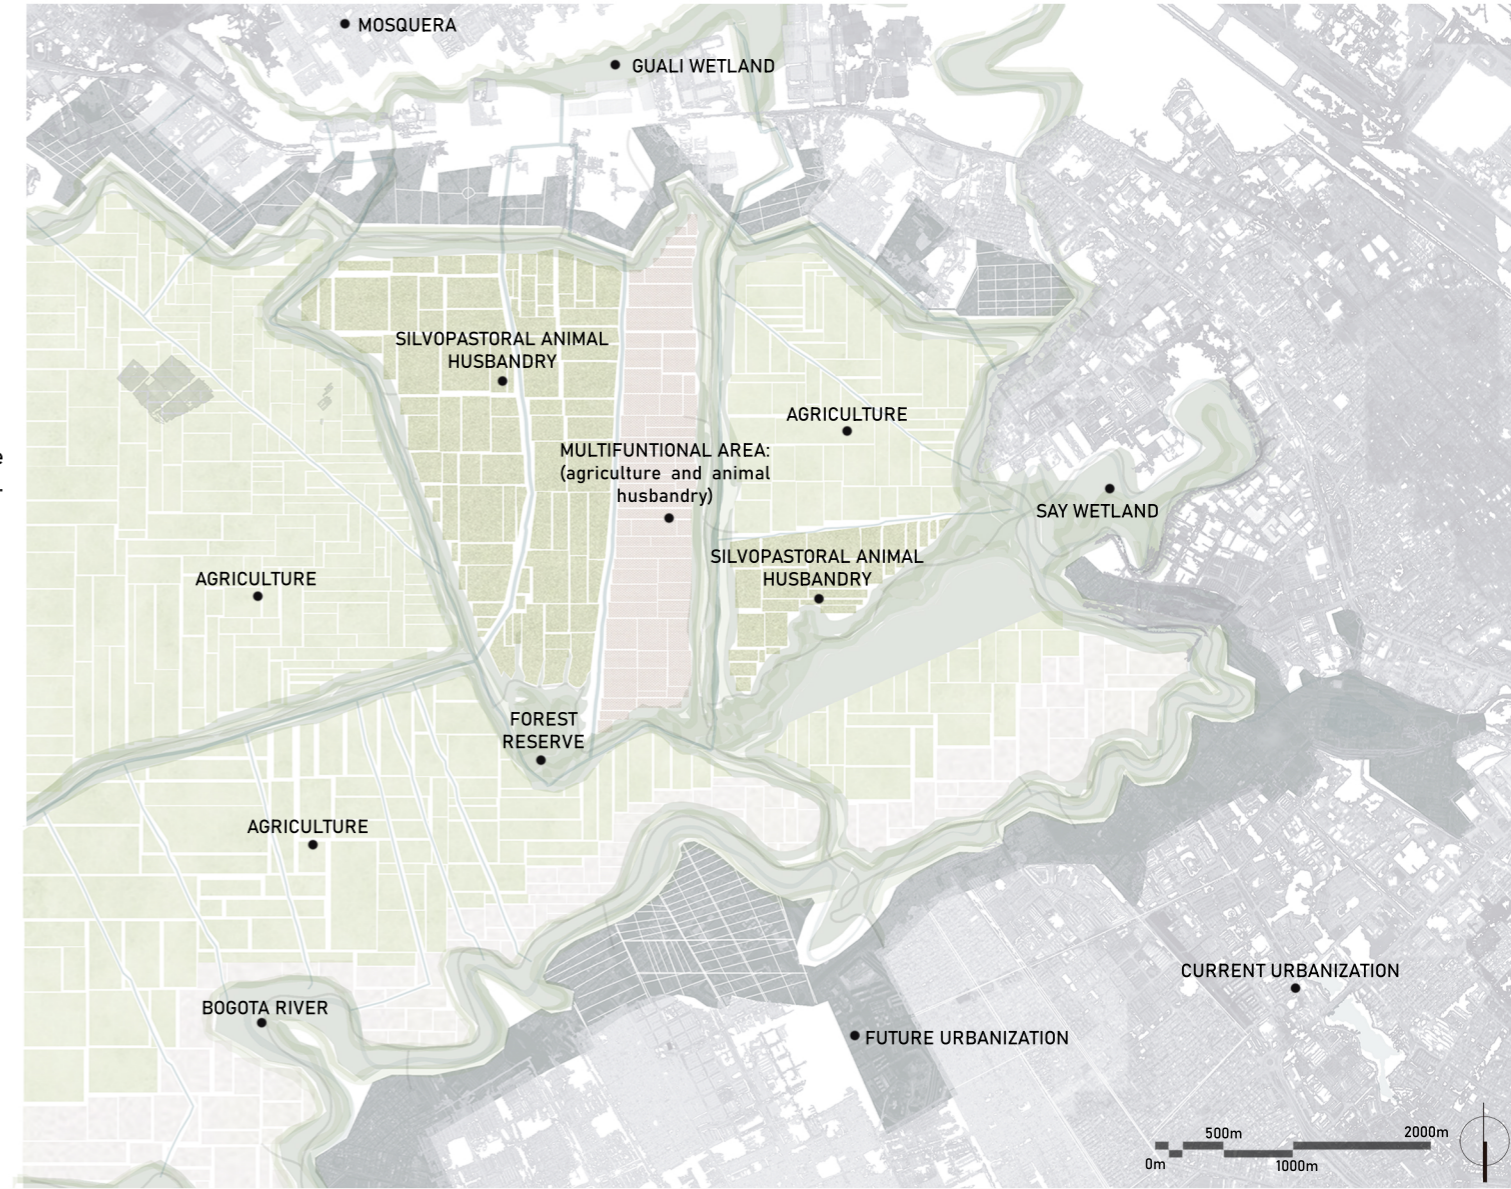 MOSQUERA
GUALI WETLAND
SILVOPASTORAL ANIMAL
HUSBANDRY
AGRICULTURE
MULTIFUNTIONAL AREA:
(agriculture and animal
husbandry)
SAY WETLAND
SILVOPASTORAL ANIMAL
HUSBANDRY
AGRICULTURE
FOREST
RESERVE
AGRICULTURE
CURRENT URBANIZATION
BOGOTA RIVER
FUTURE URBANIZATION
500m
2000m
0m
1000m